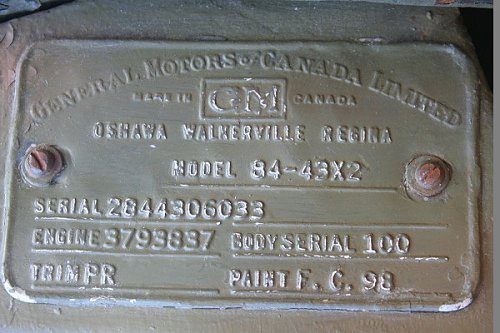 GENERAL MOTORS OF CANADA LIMITED
MADE IN GM CANADA
OSHAWA WALKERVILLE REGINA
MODEL 84-43X2
SERIAL 2844306033
ENGINE 3793837 BODY SERIAL 100
TRIM PR PAINT F. C. 98